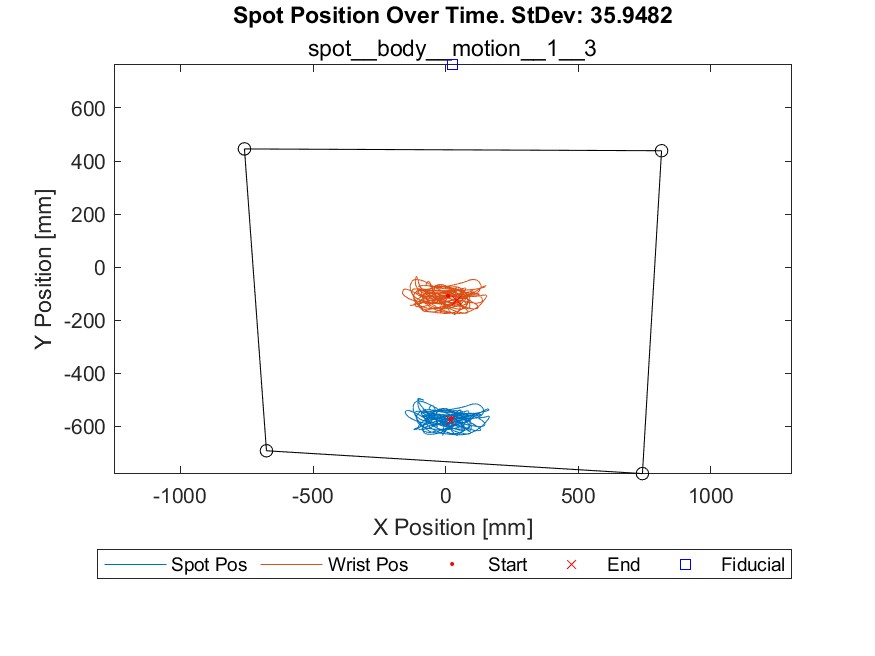 Spot Position Over Time. StDev: 35.9482
spot__body__motion__1__3
600
400
200
0
-200
-400
-600
Y Position [mm]
-1000 -500 0 500 1000
X Position [mm]
Spot Pos Wrist Pos Start End Fiducial